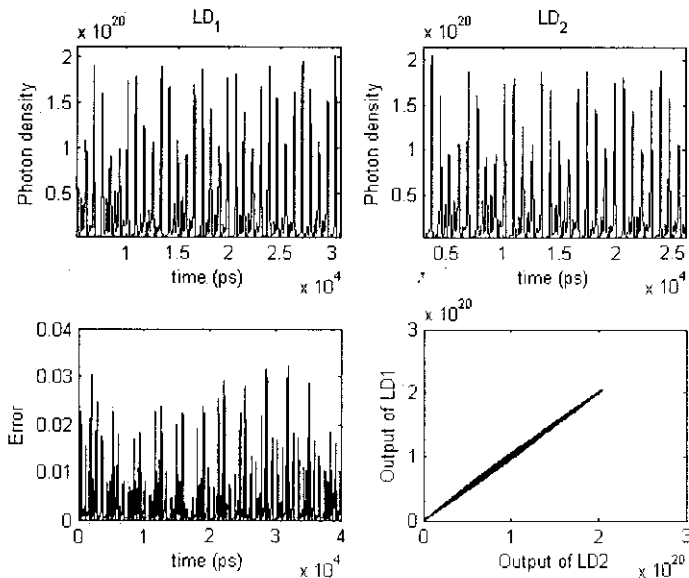 LD1
× 10^20
Photon density
2
1.5
1
0.5
1 1.5 2 2.5 3
time (ps)
× 10^4
LD2
× 10^20
Photon density
2
1.5
1
0.5
0.5 1 1.5 2 2.5
time (ps)
× 10^4
Error
0.04
0.03
0.02
0.01
0
0 1 2 3 4
time (ps)
× 10^4
× 10^20
Output of LD1
3
2
1
0
0 1 2 3
Output of LD2
× 10^20